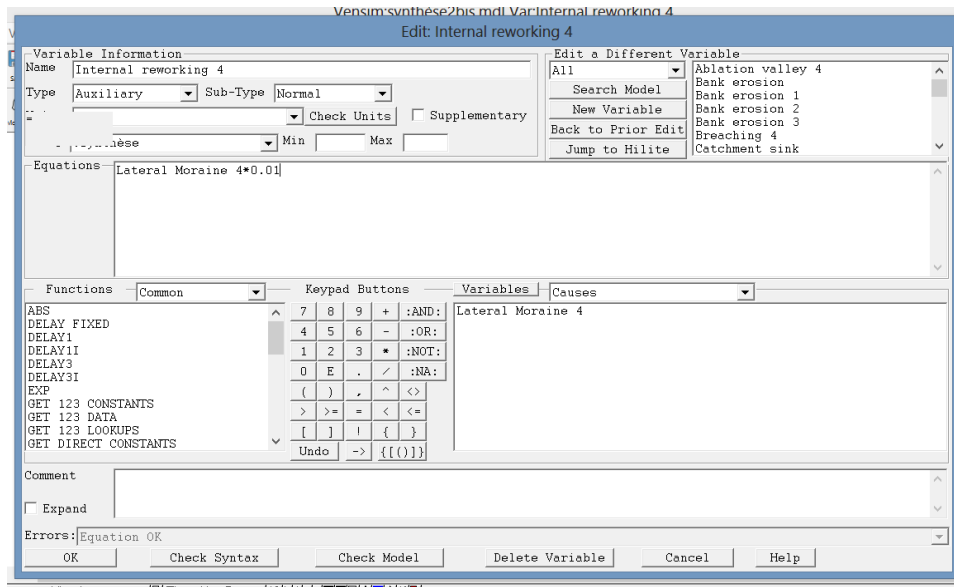 Vensim:synthèse2bis.mdl Var:Internal reworking 4
Edit: Internal reworking 4
Variable Information
Edit a Different Variable
Name Internal reworking 4
All
Type Auxiliary Sub-Type Normal
Search Model
= Check Units Supplementary
New Variable
Back to Prior Edit
Min Max
Jump to Hilite
Ablation valley 4
Bank erosion
Bank erosion 1
Bank erosion 2
Bank erosion 3
Breaching 4
Catchment sink
Equations Lateral Moraine 4*0.01
Functions Common Keypad Buttons Variables Causes
ABS
DELAY FIXED
DELAY1
DELAY1I
DELAY3
DELAY3I
EXP
GET 123 CONSTANTS
GET 123 DATA
GET 123 LOOKUPS
GET DIRECT CONSTANTS
7 8 9 + :AND:
4 5 6 - :OR:
1 2 3 * :NOT:
0 E . / :NA:
( ) , ^ <>
> >= = < <=
[ ] ! { }
Undo -> {[()]}
Lateral Moraine 4
Comment
Expand
Errors: Equation OK
OK Check Syntax Check Model Delete Variable Cancel Help